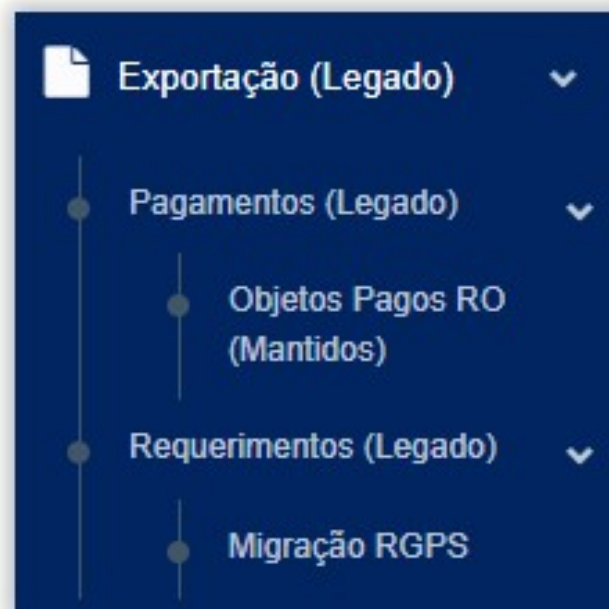 Exportação (Legado)
Pagamentos (Legado)
Objetos Pagos RO
(Mantidos)
Requerimentos (Legado)
Migração RGPS